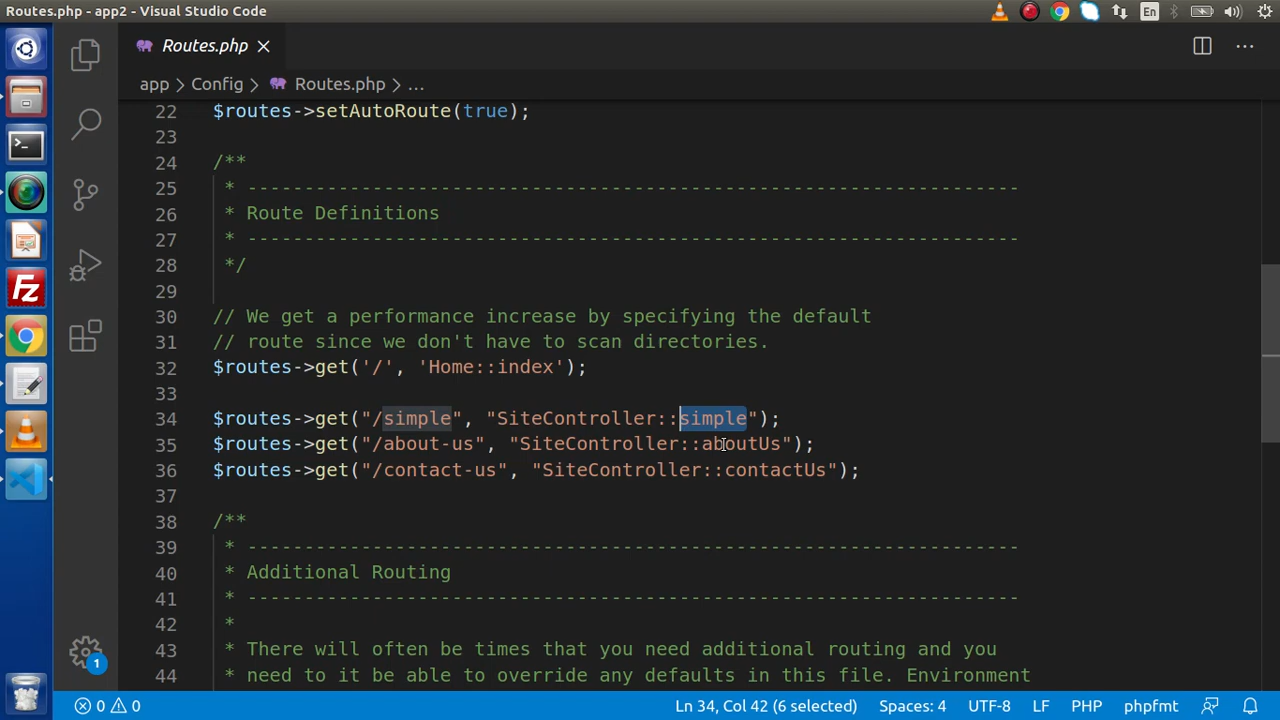 Routes.php - app2 - Visual Studio Code
En
Routes.php
app > Config > Routes.php > ...
22 $routes->setAutoRoute(true);
23
24 /**
25 * --------------------------------------------------------------------
26 * Route Definitions
27 * --------------------------------------------------------------------
28 */
29
30 // We get a performance increase by specifying the default
31 // route since we don't have to scan directories.
32 $routes->get('/', 'Home::index');
33
34 $routes->get("/simple", "SiteController::simple");
35 $routes->get("/about-us", "SiteController::aboutUs");
36 $routes->get("/contact-us", "SiteController::contactUs");
37
38 /**
39 * --------------------------------------------------------------------
40 * Additional Routing
41 * --------------------------------------------------------------------
42 *
43 * There will often be times that you need additional routing and you
44 * need to it be able to override any defaults in this file. Environment
1
0 0 Ln 34, Col 42 (6 selected) Spaces: 4 UTF-8 LF PHP phpfmt